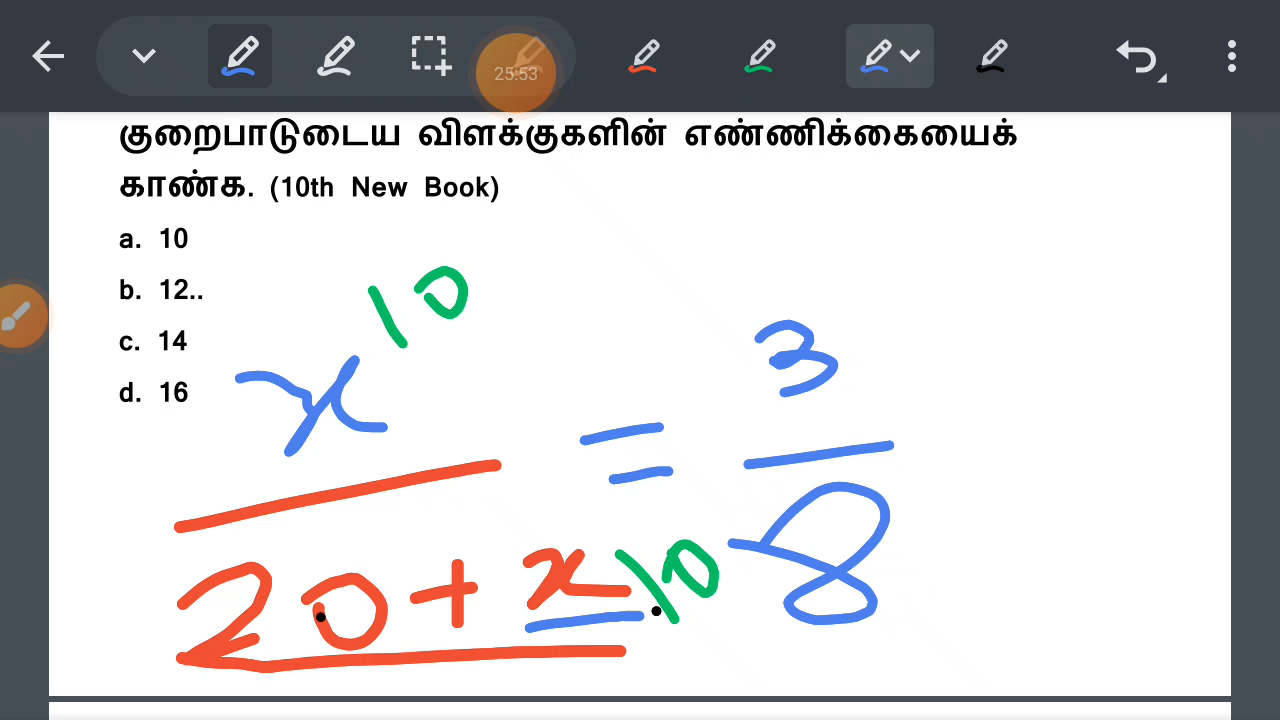 25:53
குறைபாடுடைய விளக்குகளின் எண்ணிக்கையைக்
காண்க. (10th New Book)
a. 10
b. 12..
c. 14
d. 16
x 10
= 3
20 + x 10
8